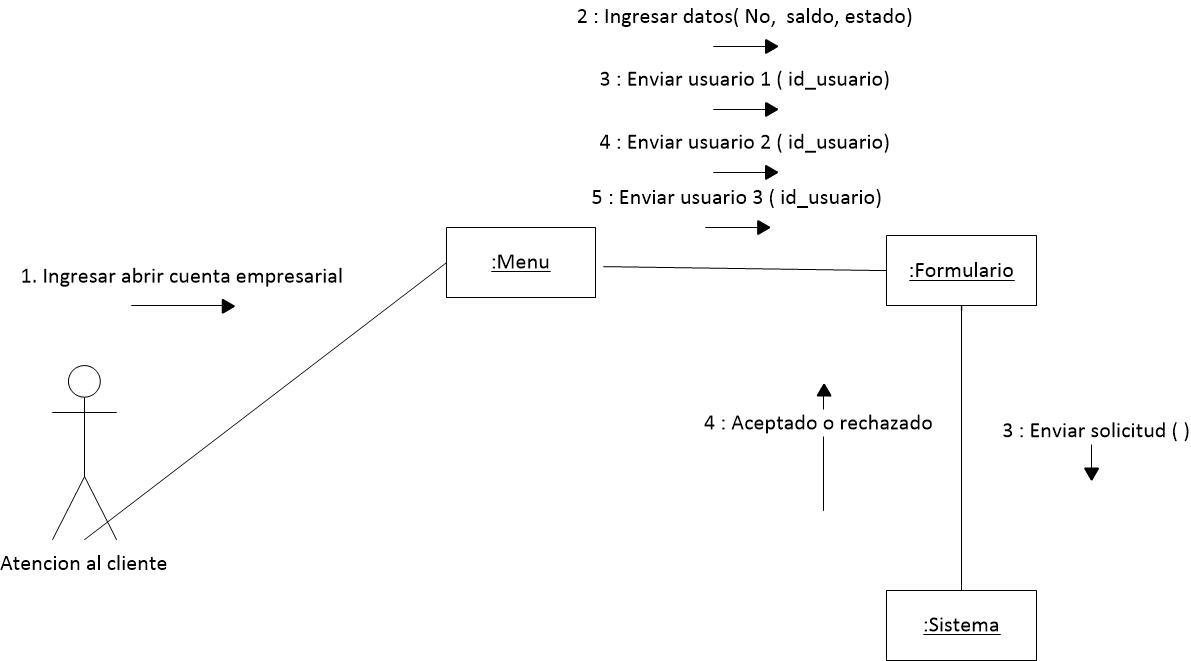 2 : Ingresar datos( No,  saldo, estado)
3 : Enviar usuario 1 ( id_usuario)
4 : Enviar usuario 2 ( id_usuario)
5 : Enviar usuario 3 ( id_usuario)
1. Ingresar abrir cuenta empresarial
:Menu
:Formulario
4 : Aceptado o rechazado
3 : Enviar solicitud ( )
Atencion al cliente
:Sistema